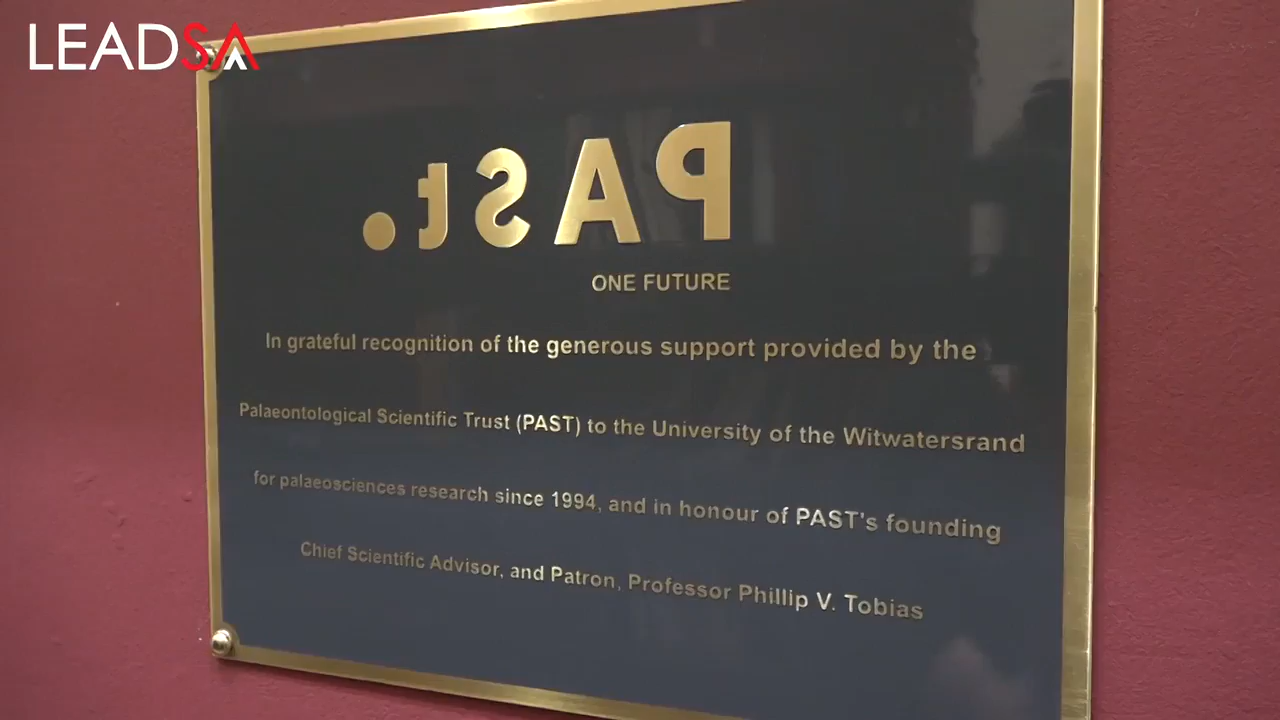 LEADSA
PAst.
ONE FUTURE
In grateful recognition of the generous support provided by the
Palaeontological Scientific Trust (PAST) to the University of the Witwatersrand
for palaeosciences research since 1994, and in honour of PAST's founding
Chief Scientific Advisor, and Patron, Professor Phillip V. Tobias